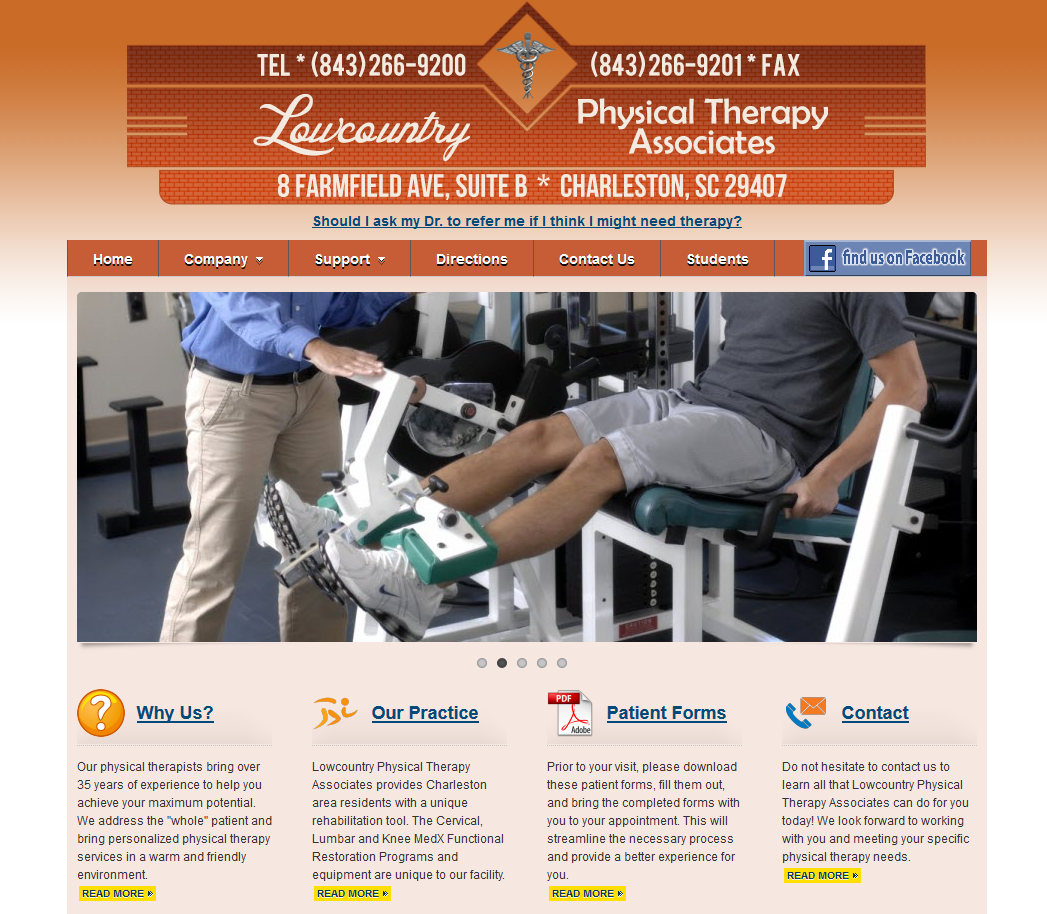 TEL * (843)266-9200
(843)266-9201 * FAX
Lowcountry
Physical Therapy
Associates
8 FARMFIELD AVE, SUITE B * CHARLESTON, SC 29407
Should I ask my Dr. to refer me if I think I might need therapy?
Home
Company
Support
Directions
Contact Us
Students
f find us on Facebook
Why Us?
Our physical therapists bring over
35 years of experience to help you
achieve your maximum potential.
We address the "whole" patient and
bring personalized physical therapy
services in a warm and friendly
environment.
READ MORE
Our Practice
Lowcountry Physical Therapy
Associates provides Charleston
area residents with a unique
rehabilitation tool. The Cervical,
Lumbar and Knee MedX Functional
Restoration Programs and
equipment are unique to our facility.
READ MORE
PDF
Adobe
Patient Forms
Prior to your visit, please download
these patient forms, fill them out,
and bring the completed forms with
you to your appointment. This will
streamline the necessary process
and provide a better experience for
you.
READ MORE
Contact
Do not hesitate to contact us to
learn all that Lowcountry Physical
Therapy Associates can do for you
today! We look forward to working
with you and meeting your specific
physical therapy needs.
READ MORE